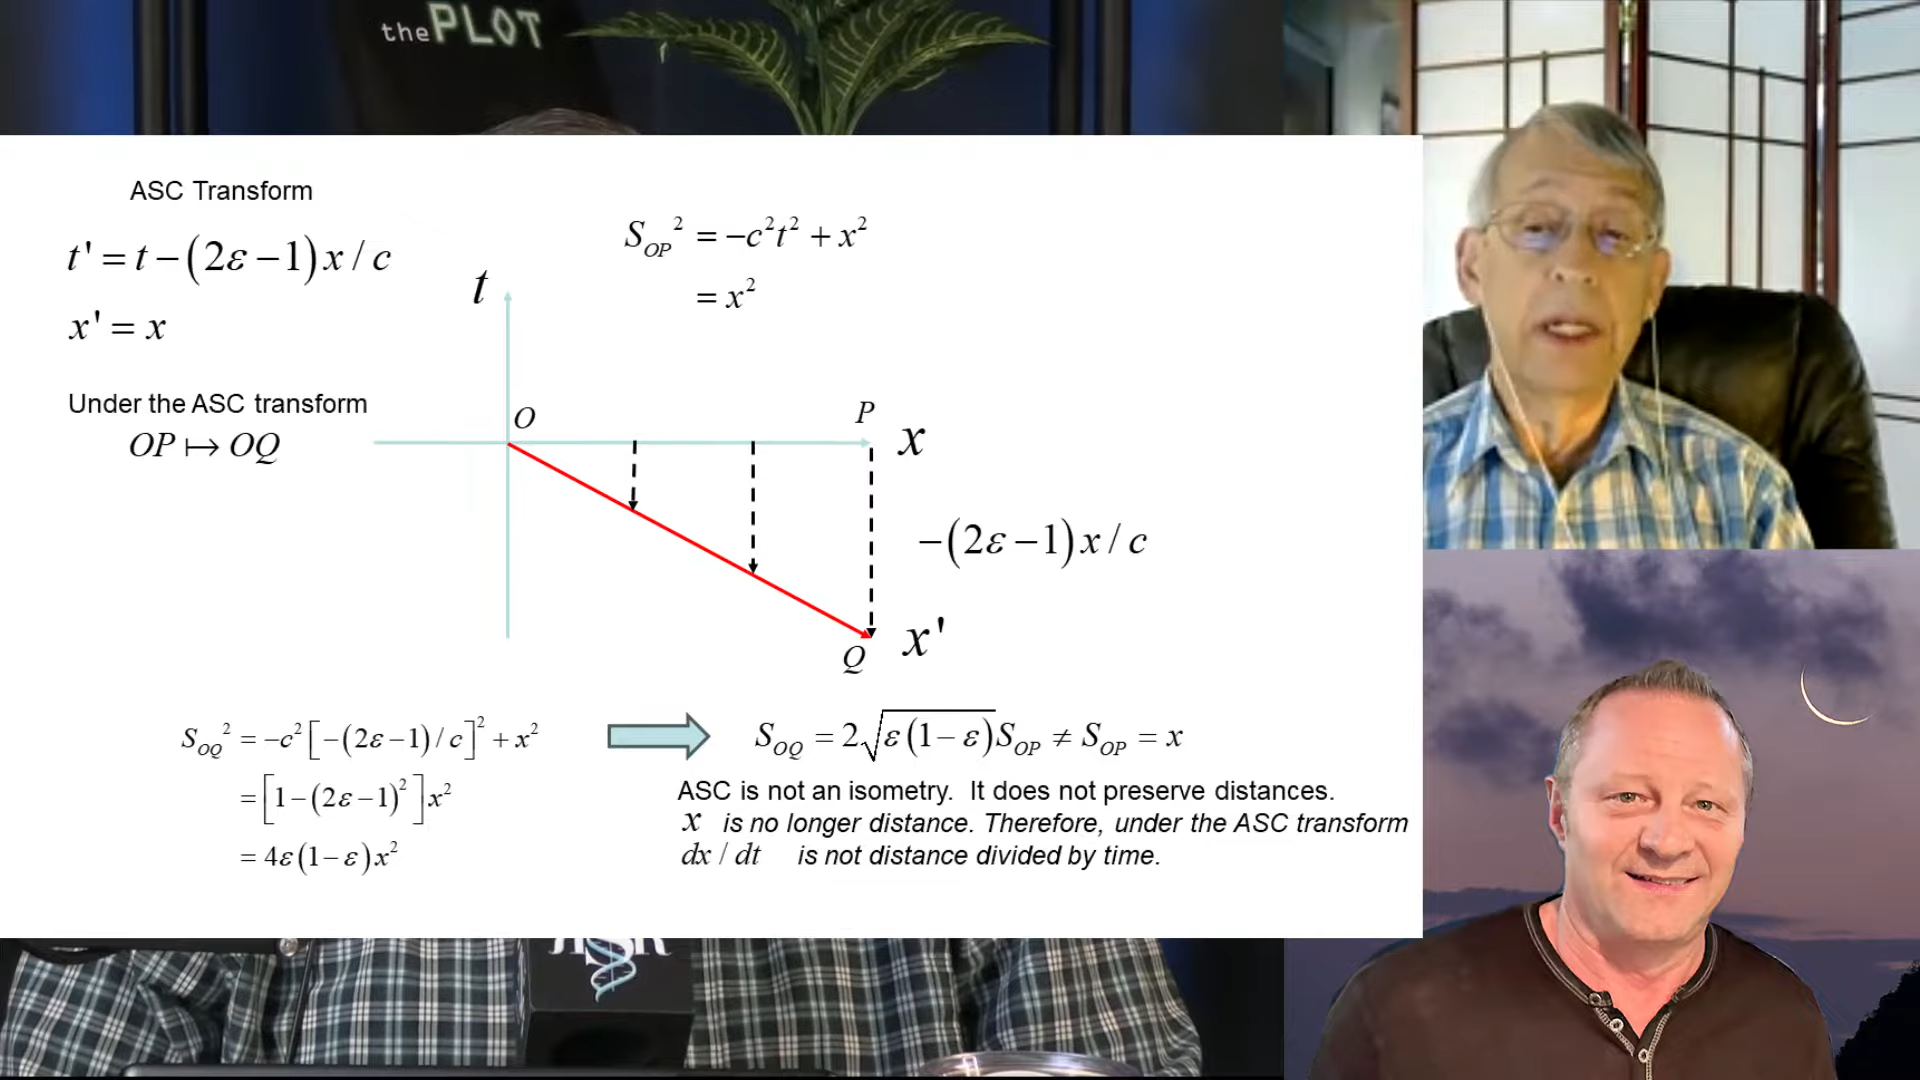 thePLOT
ASC Transform
t' = t − (2ε − 1) x / c
x' = x
S_OP² = −c²t² + x²
= x²
t
Under the ASC transform
OP ↦ OQ
O
P
x
−(2ε − 1) x / c
x'
Q
S_OQ² = −c²[−(2ε − 1) / c]² + x²
= [1 − (2ε − 1)²] x²
= 4ε(1 − ε) x²
S_OQ = 2√ε(1 − ε) S_OP ≠ S_OP = x
ASC is not an isometry. It does not preserve distances.
x is no longer distance. Therefore, under the ASC transform
dx / dt is not distance divided by time.